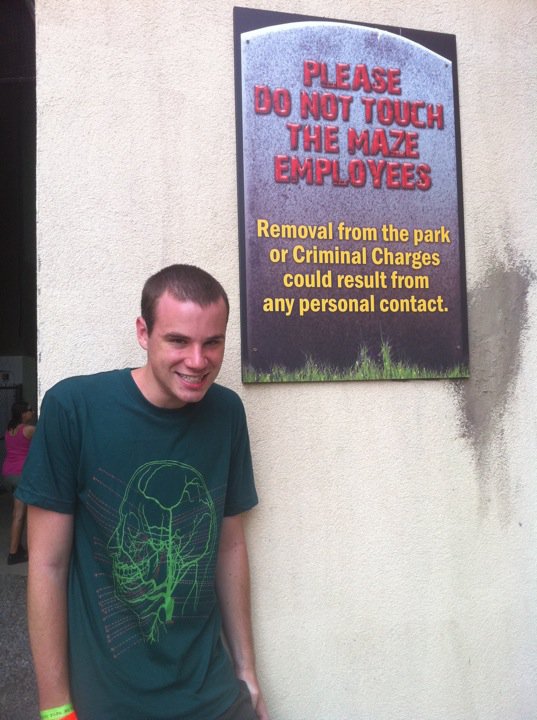 PLEASE
DO NOT TOUCH
THE MAZE
EMPLOYEES
Removal from the park
or Criminal Charges
could result from
any personal contact.